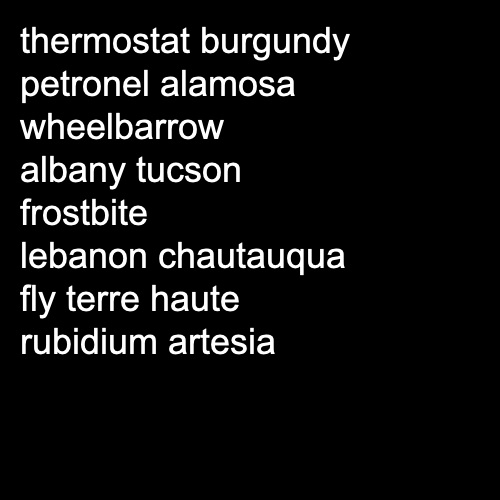 thermostat burgundy
petronel alamosa
wheelbarrow
albany tucson
frostbite
lebanon chautauqua
fly terre haute
rubidium artesia